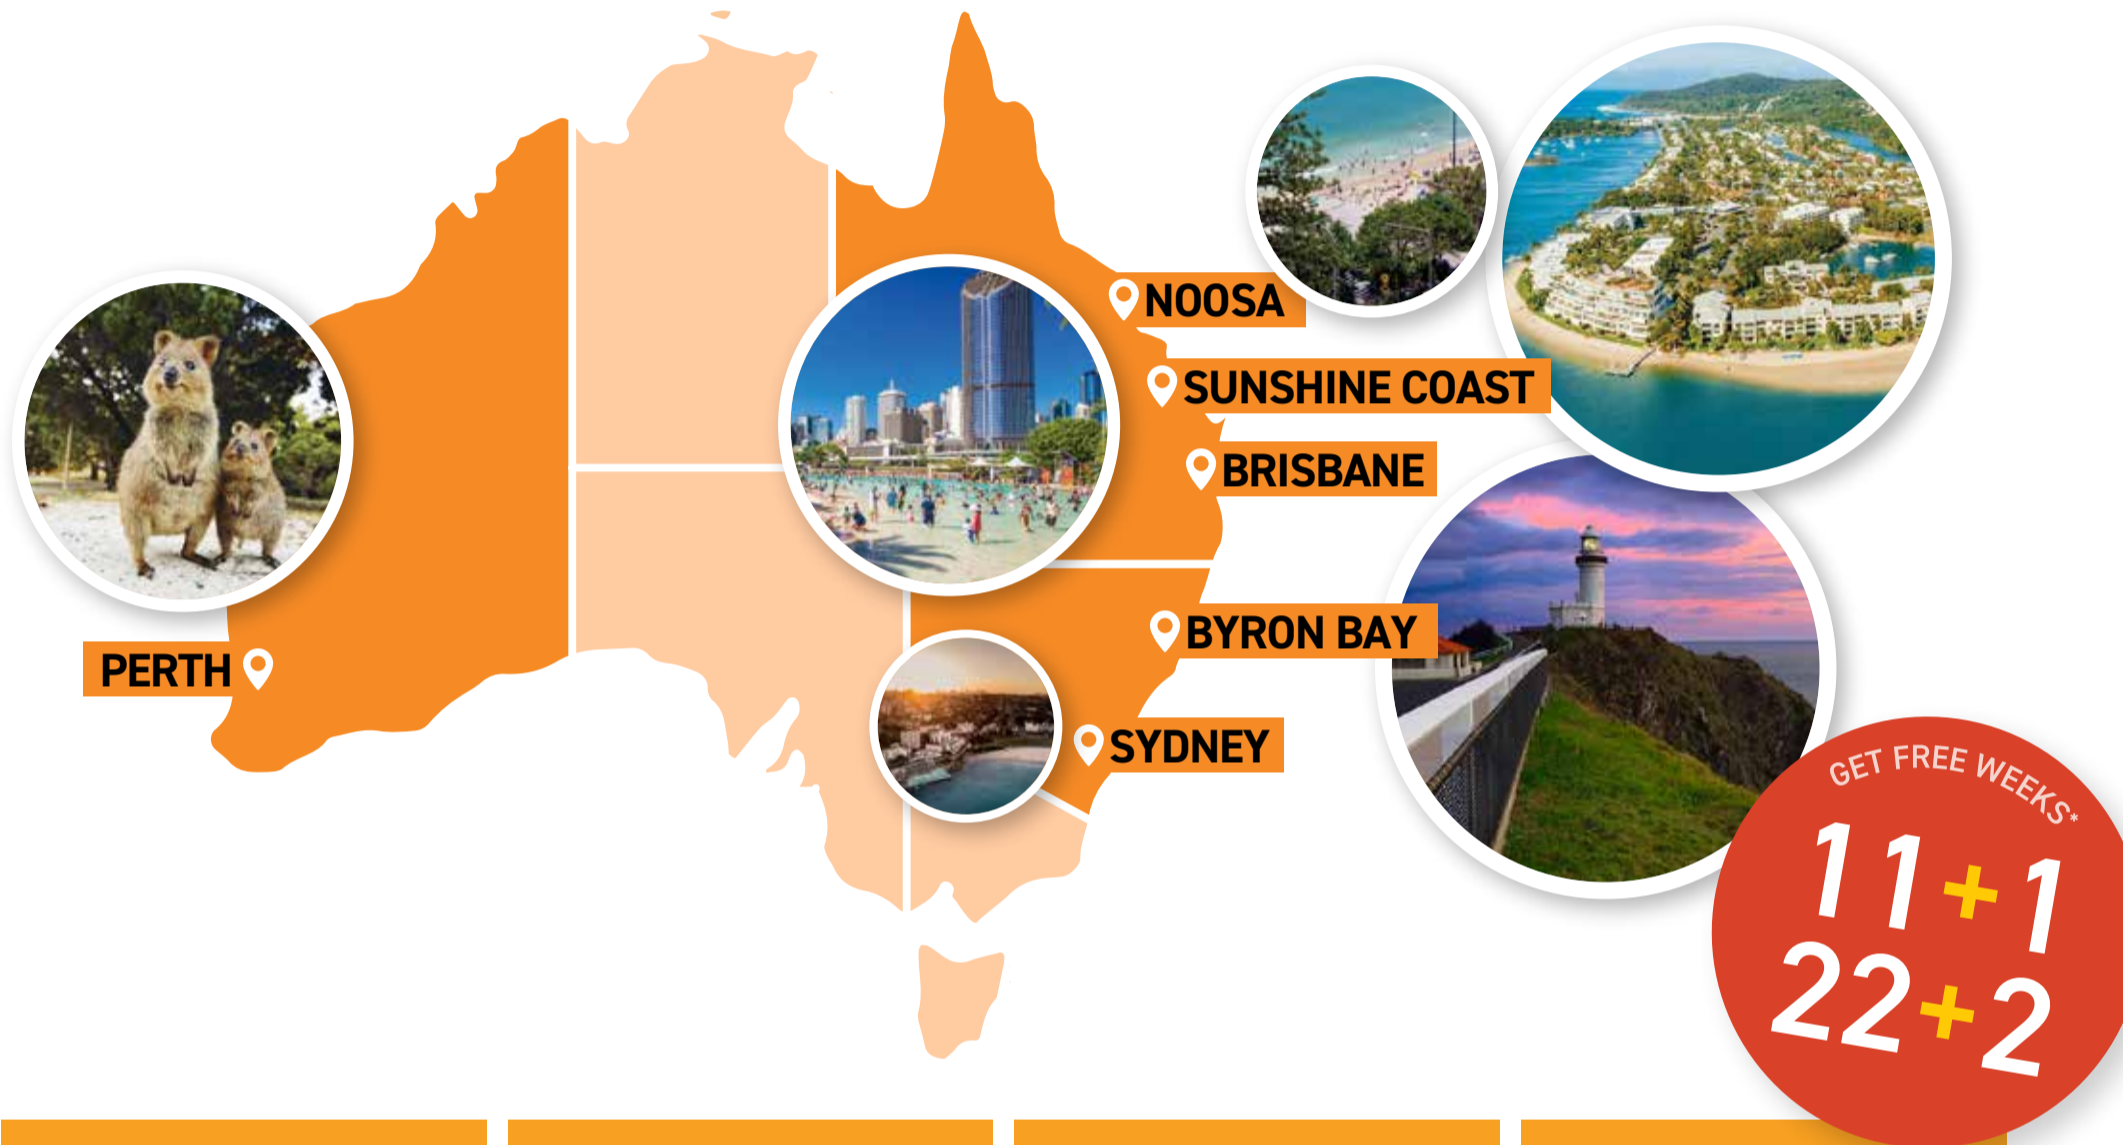 NOOSA
SUNSHINE COAST
BRISBANE
BYRON BAY
PERTH
SYDNEY
GET FREE WEEKS*
11+1
22+2